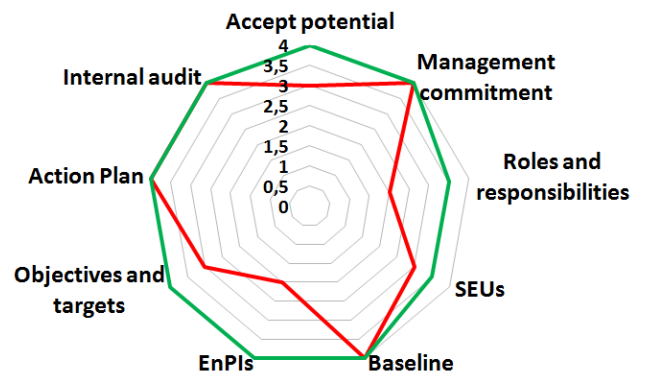 Accept potential
4
3,5
3
2,5
2
1,5
1
0,5
0
Management
commitment
Roles and
responsibilities
SEUs
Baseline
EnPIs
Objectives and
targets
Action Plan
Internal audit